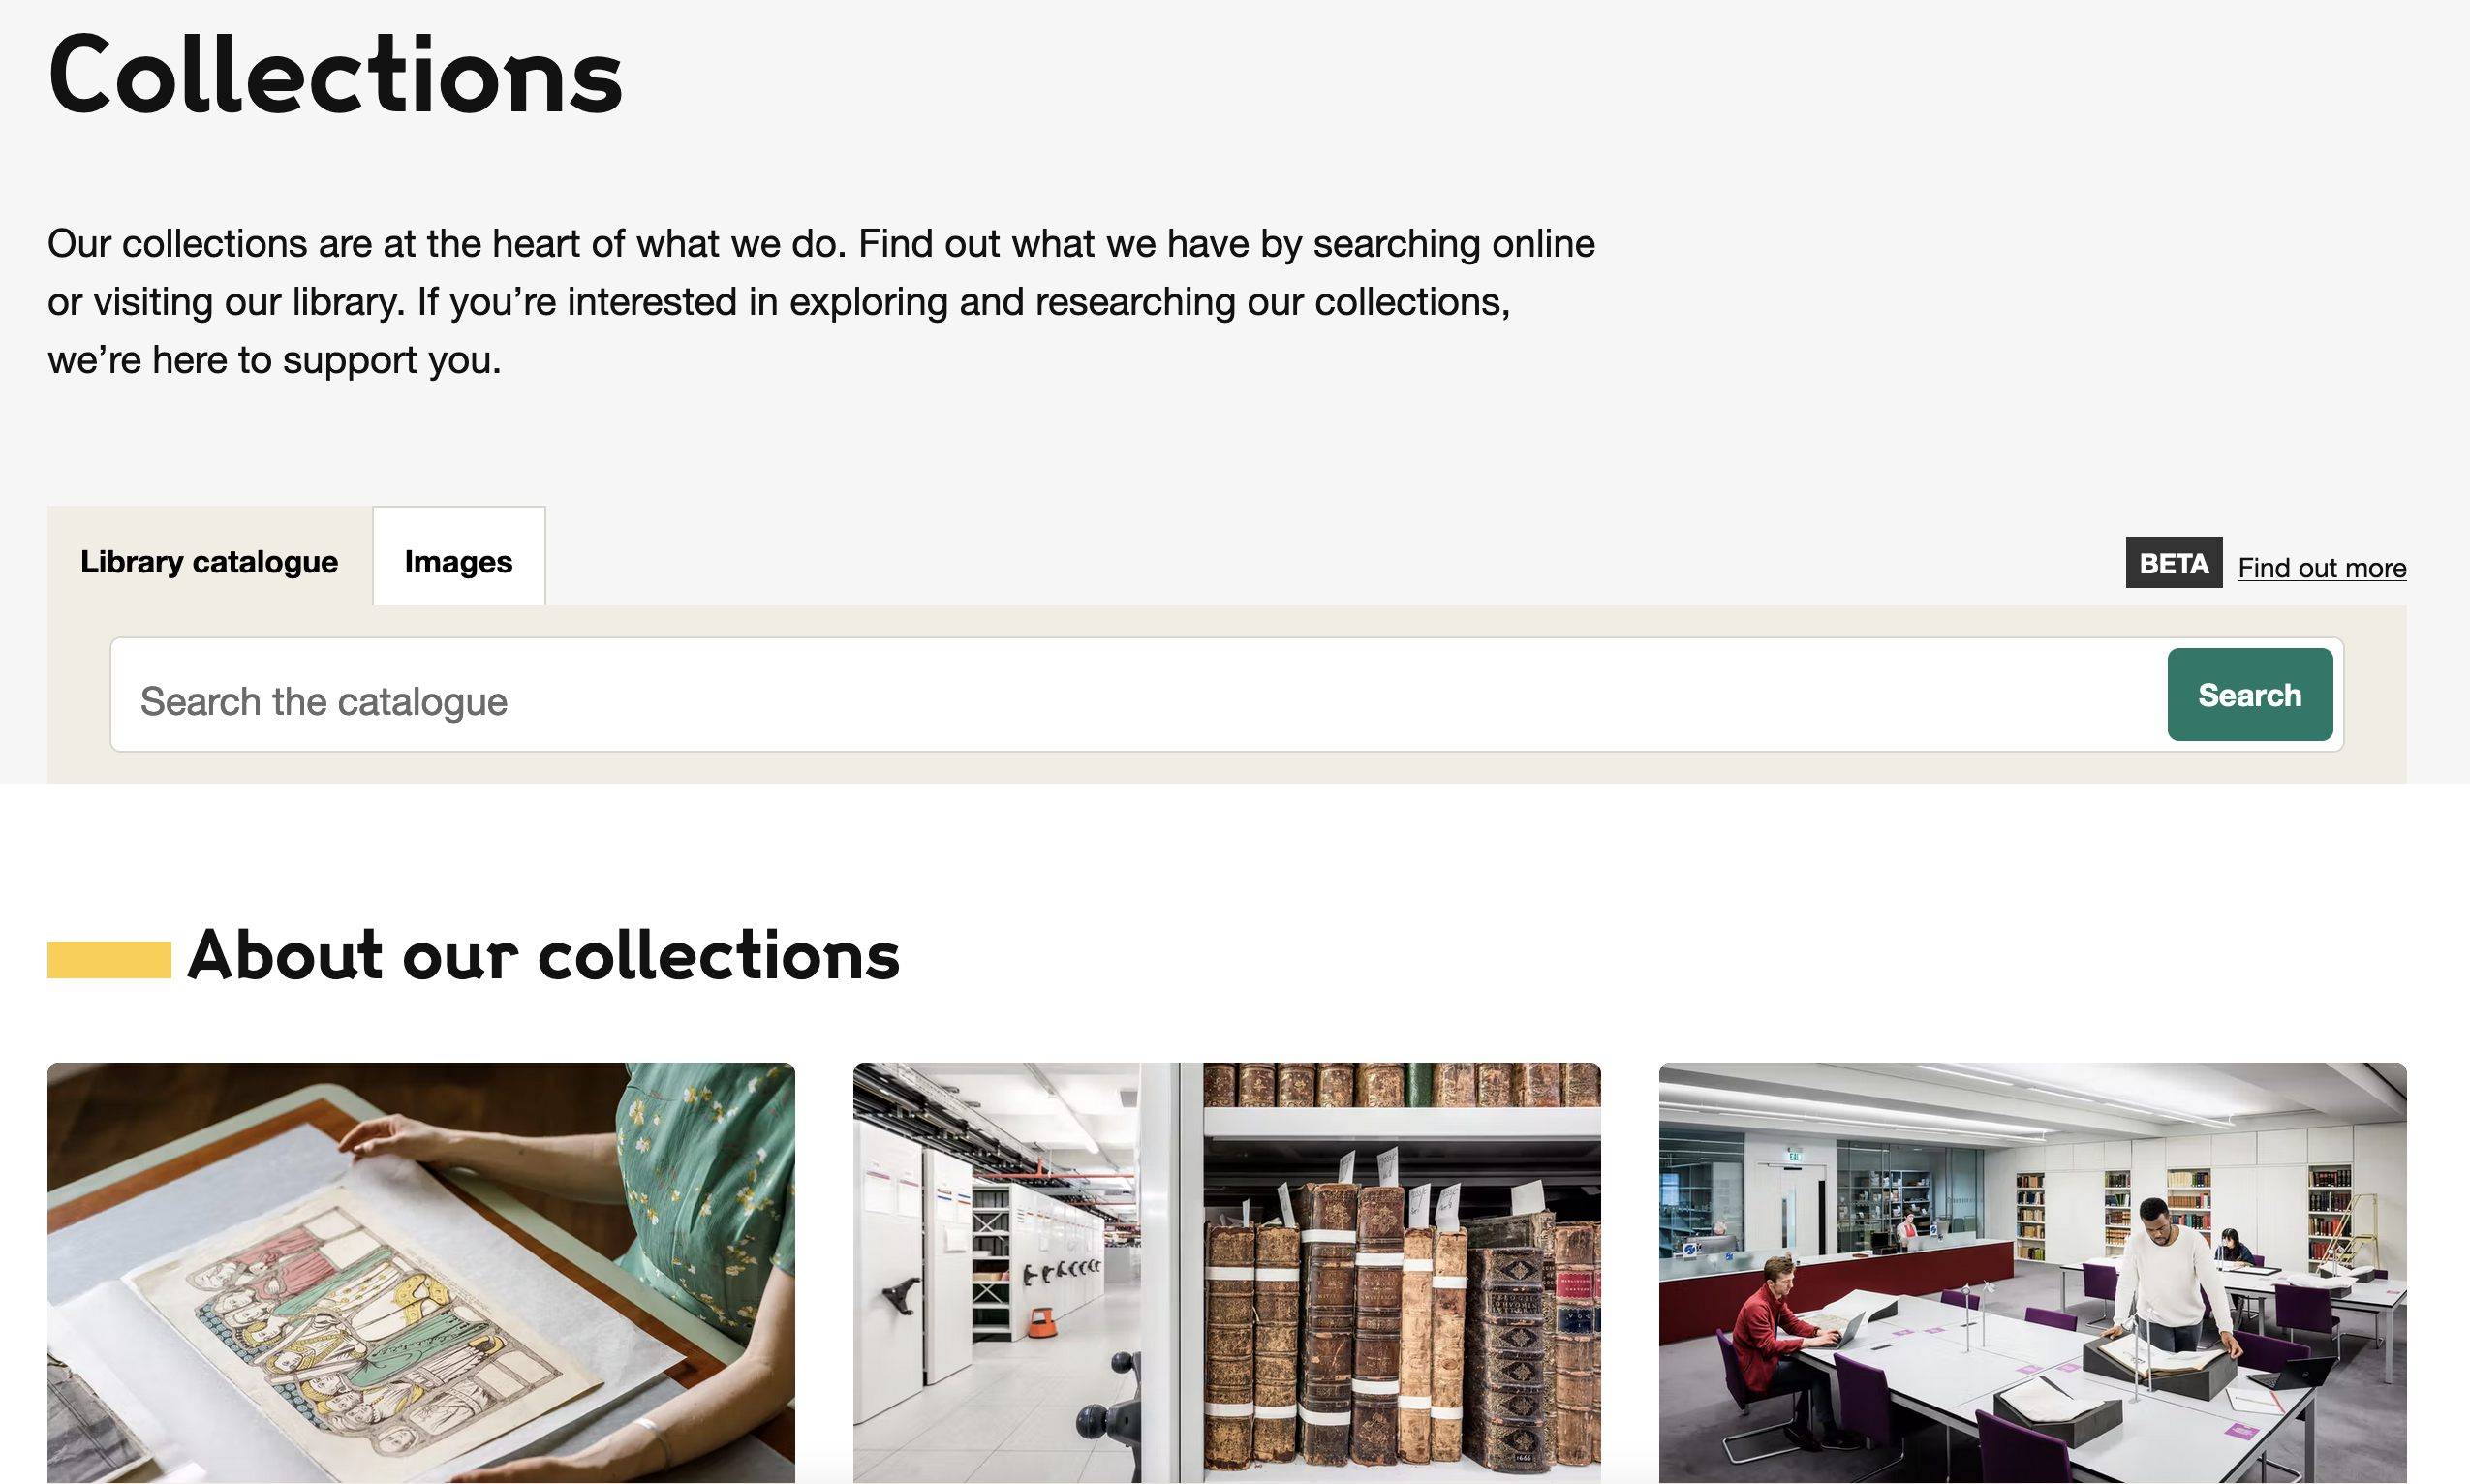 Collections
Our collections are at the heart of what we do. Find out what we have by searching online
or visiting our library. If you’re interested in exploring and researching our collections,
we’re here to support you.
Library catalogue
Images
BETA
Find out more
Search the catalogue
Search
About our collections